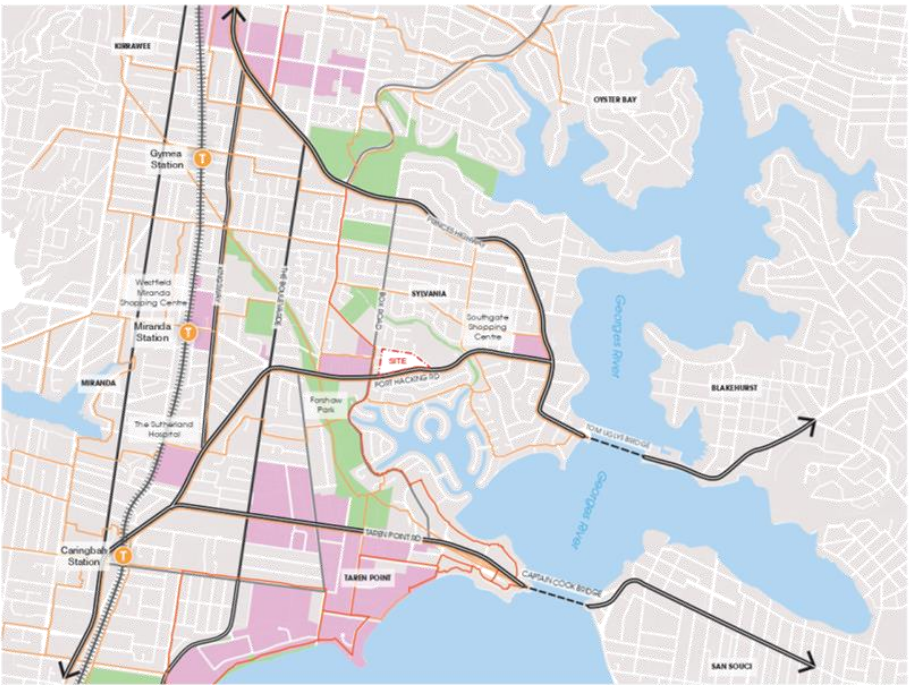 KIRRAWEE
OYSTER BAY
Gymea
Station
T
PRINCES HIGHWAY
Westfield
Miranda
Shopping Centre
KINGSWAY
THE BOULEVARDE
BOX ROAD
SYLVANIA
Southgate
Shopping
Centre
Georges River
Miranda
Station
T
SITE
PORT HACKING RD
MIRANDA
BLAKEHURST
Forshaw
Park
The Sutherland
Hospital
TOM UGLYS BRIDGE
Georges River
TAREN POINT RD
Caringbah
Station
T
TAREN POINT
CAPTAIN COOK BRIDGE
SAN SOUCI